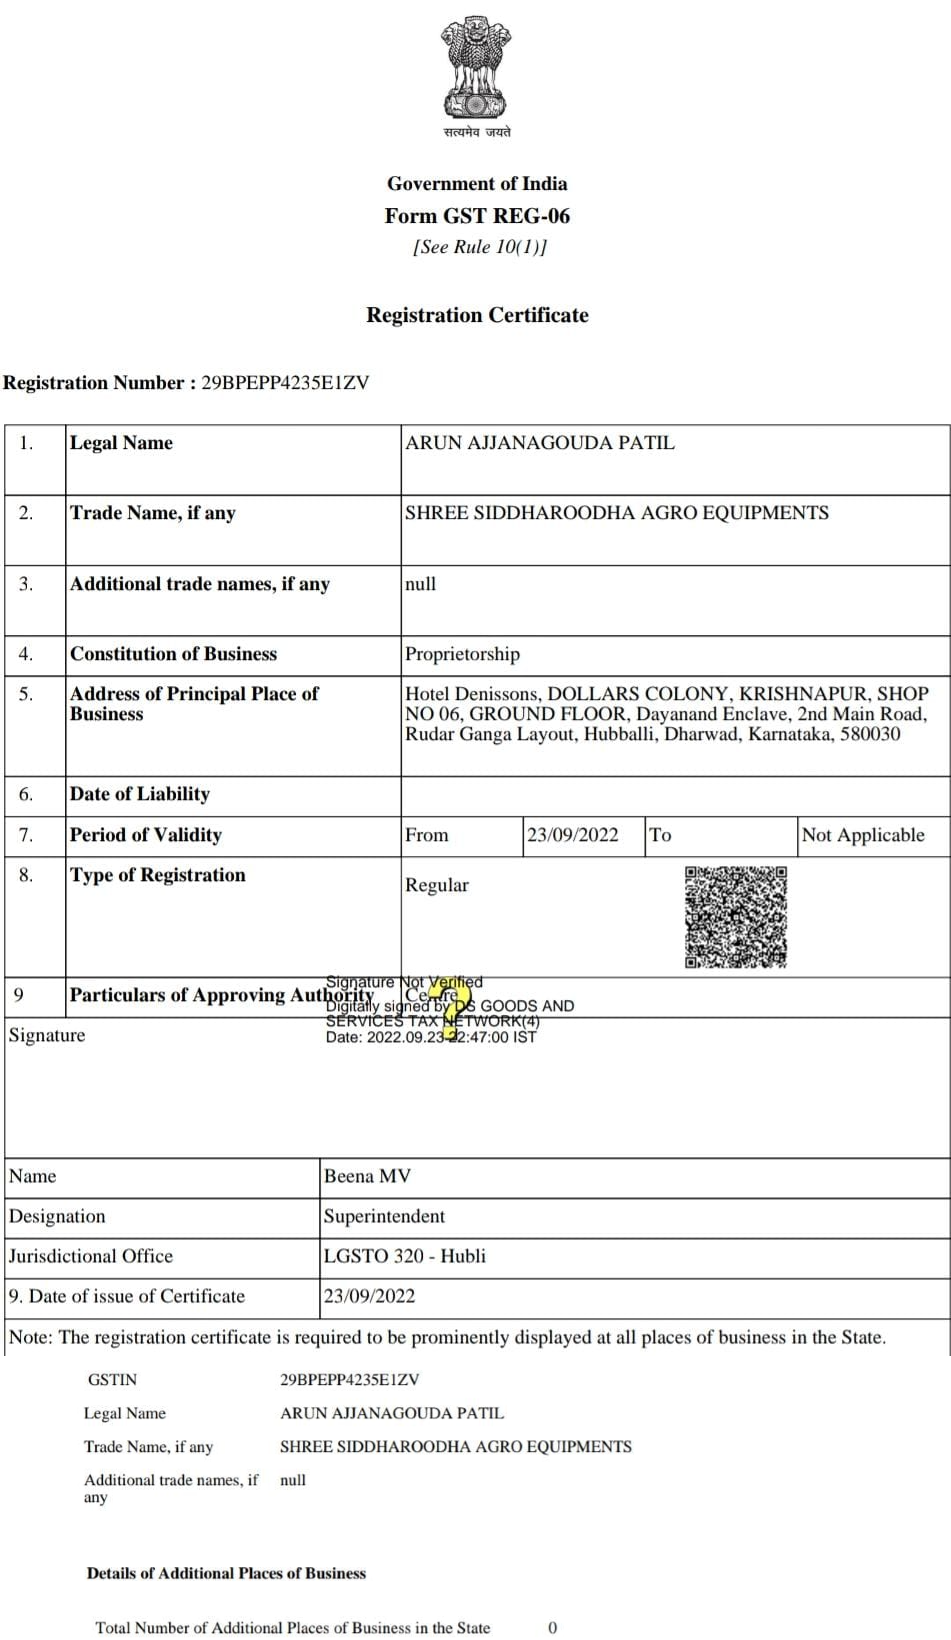 सत्यमेव जयते
Government of India
Form GST REG-06
[See Rule 10(1)]
Registration Certificate
Registration Number : 29BPEPP4235E1ZV
1. Legal Name ARUN AJJANAGOUDA PATIL
2. Trade Name, if any SHREE SIDDHAROODHA AGRO EQUIPMENTS
3. Additional trade names, if any null
4. Constitution of Business Proprietorship
5. Address of Principal Place of Business Hotel Denissons, DOLLARS COLONY, KRISHNAPUR, SHOP
NO 06, GROUND FLOOR, Dayanand Enclave, 2nd Main Road,
Rudar Ganga Layout, Hubballi, Dharwad, Karnataka, 580030
6. Date of Liability
7. Period of Validity From 23/09/2022 To Not Applicable
8. Type of Registration Regular
9 Particulars of Approving Authority Centre
Signature Not Verified
Digitally signed by DS GOODS AND
SERVICES TAX NETWORK(4)
Date: 2022.09.23 22:47:00 IST
Signature
Name Beena MV
Designation Superintendent
Jurisdictional Office LGSTO 320 - Hubli
9. Date of issue of Certificate 23/09/2022
Note: The registration certificate is required to be prominently displayed at all places of business in the State.
GSTIN 29BPEPP4235E1ZV
Legal Name ARUN AJJANAGOUDA PATIL
Trade Name, if any SHREE SIDDHAROODHA AGRO EQUIPMENTS
Additional trade names, if any null
Details of Additional Places of Business
Total Number of Additional Places of Business in the State 0